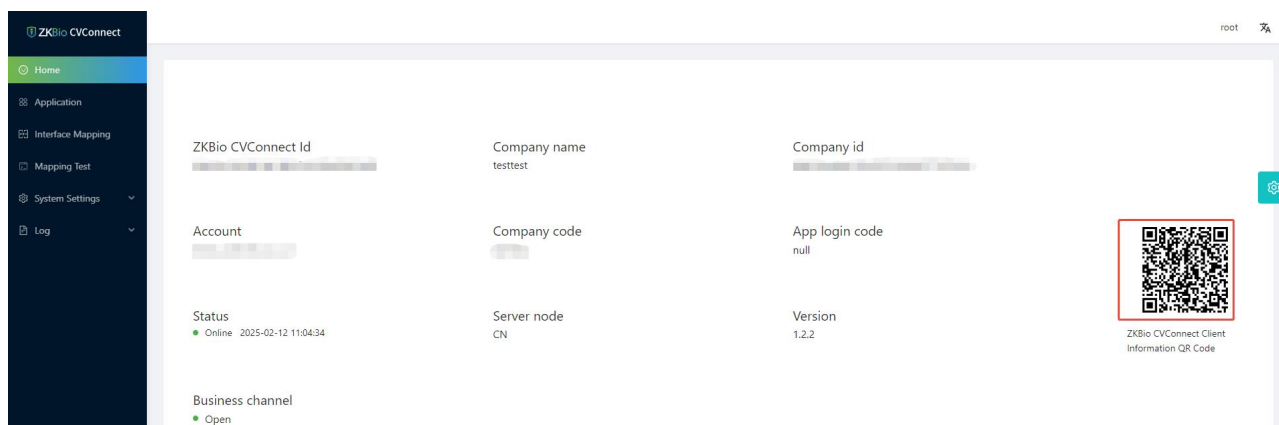 ZKBio CVConnect
root
Home
Application
Interface Mapping
Mapping Test
System Settings
Log
ZKBio CVConnect Id
Company name
testtest
Company id
Account
Company code
App login code
null
Status
Online 2025-02-12 11:04:34
Server node
CN
Version
1.2.2
ZKBio CVConnect Client
Information QR Code
Business channel
Open